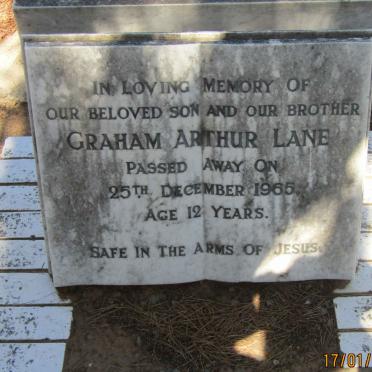 In Loving Memory Of
Our Beloved Son And Our Brother
Graham Arthur Lane
Passed Away On
25th December 1965.
Age 12 Years.
Safe In The Arms Of Jesus.
17/01/